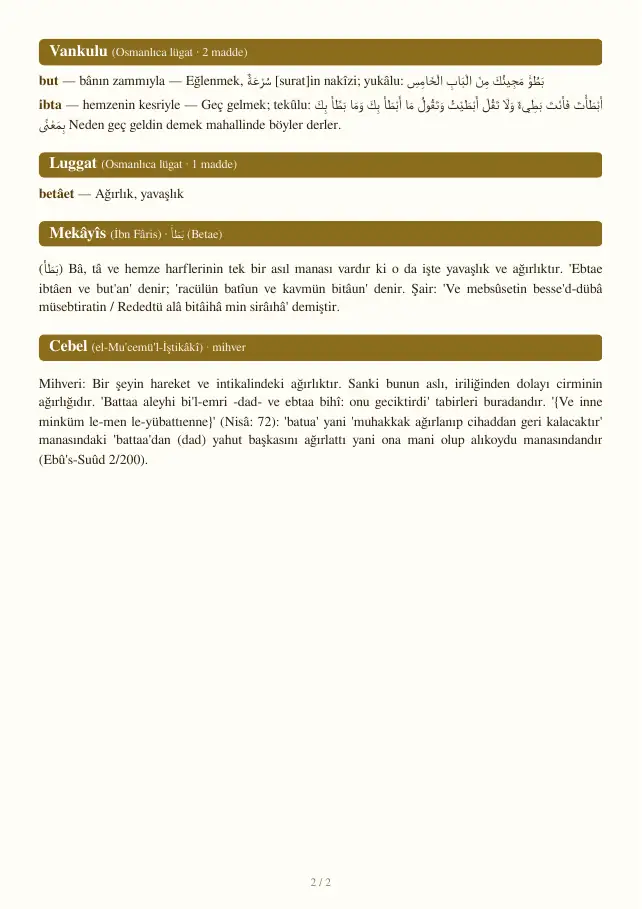 Vankulu (Osmanlıca lügat · 2 madde)
but — bânın zammıyla — Eğlenmek, سُرْعَةٌ [surat]in nakîzi; yukâlu: بَطُؤَ مَجِيئُكَ مِنْ الْبَابِ الْخَامِسِ
ibta — hemzenin kesriyle — Geç gelmek; tekûlu: أَبْطَأْتَ فَأَنْتَ بَطِيءٌ وَلَا تَقُلْ أَبْطَيْتُ وَتَقُولُ مَا أَبْطَأَ بِكَ وَمَا بَطَّأَ بِكَ
بِمَعْنًى Neden geç geldin demek mahallinde böyler derler.
Luggat (Osmanlıca lügat · 1 madde)
betâet — Ağırlık, yavaşlık
Mekâyîs (İbn Fâris) · بَطَأَ (Betae)
(بَطَأَ) Bâ, tâ ve hemze harflerinin tek bir asıl manası vardır ki o da işte yavaşlık ve ağırlıktır. 'Ebtae
ibtâen ve but'an' denir; 'racülün batîun ve kavmün bitâun' denir. Şair: 'Ve mebsûsetin besse'd-dübâ
müsebtiratin / Rededtü alâ bitâihâ min sirâıhâ' demiştir.
Cebel (el-Mu'cemü'l-İştikâkî) · mihver
Mihveri: Bir şeyin hareket ve intikalindeki ağırlıktır. Sanki bunun aslı, iriliğinden dolayı cirminin
ağırlığıdır. 'Battaa aleyhi bi'l-emri -dad- ve ebtaa bihî: onu geciktirdi' tabirleri buradandır. '{Ve inne
minküm le-men le-yübattıenne}' (Nisâ: 72): 'batua' yani 'muhakkak ağırlanıp cihaddan geri kalacaktır'
manasındaki 'battaa'dan (dad) yahut başkasını ağırlattı yani ona mani olup alıkoydu manasındandır
(Ebü's-Suûd 2/200).
2 / 2